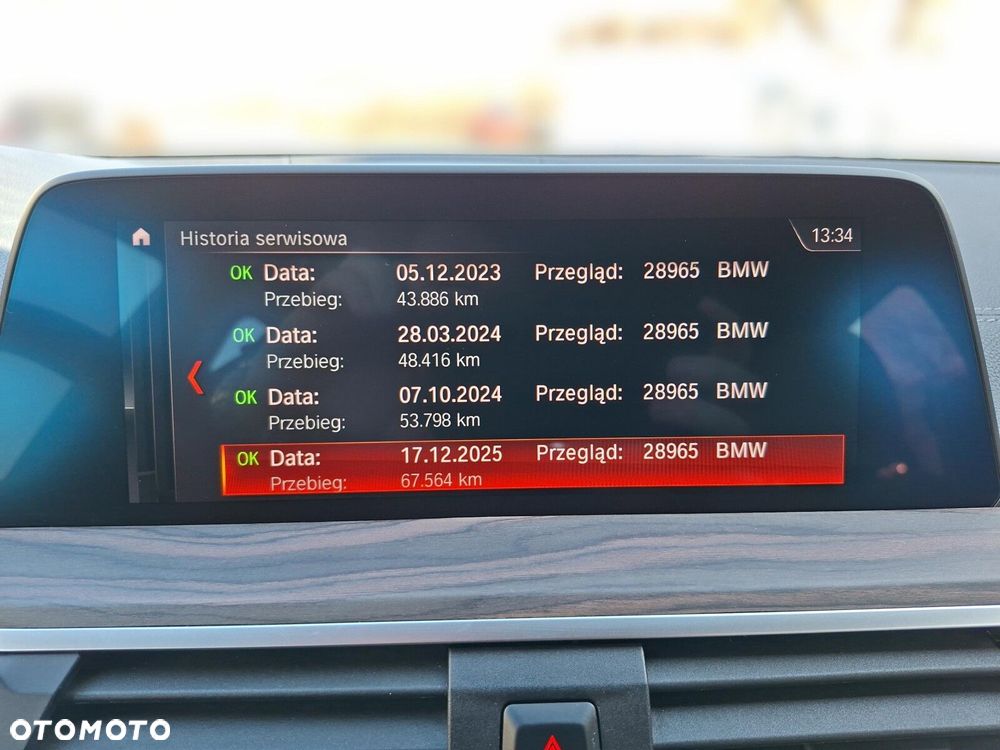 Historia serwisowa 13:34
OK Data: 05.12.2023 Przegląd: 28965 BMW
Przebieg: 43.886 km
OK Data: 28.03.2024 Przegląd: 28965 BMW
Przebieg: 48.416 km
OK Data: 07.10.2024 Przegląd: 28965 BMW
Przebieg: 53.798 km
OK Data: 17.12.2025 Przegląd: 28965 BMW
Przebieg: 67.564 km
OTOMOTO